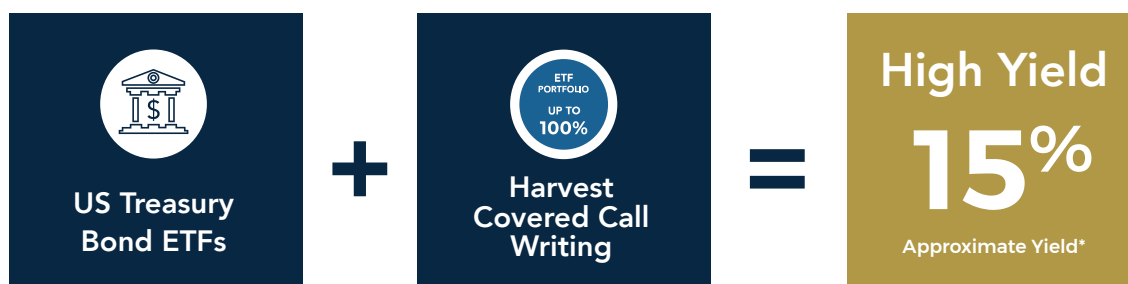 $
US Treasury
Bond ETFs
+
ETF
PORTFOLIO
UP TO
100%
Harvest
Covered Call
Writing
=
High Yield
15%
Approximate Yield*